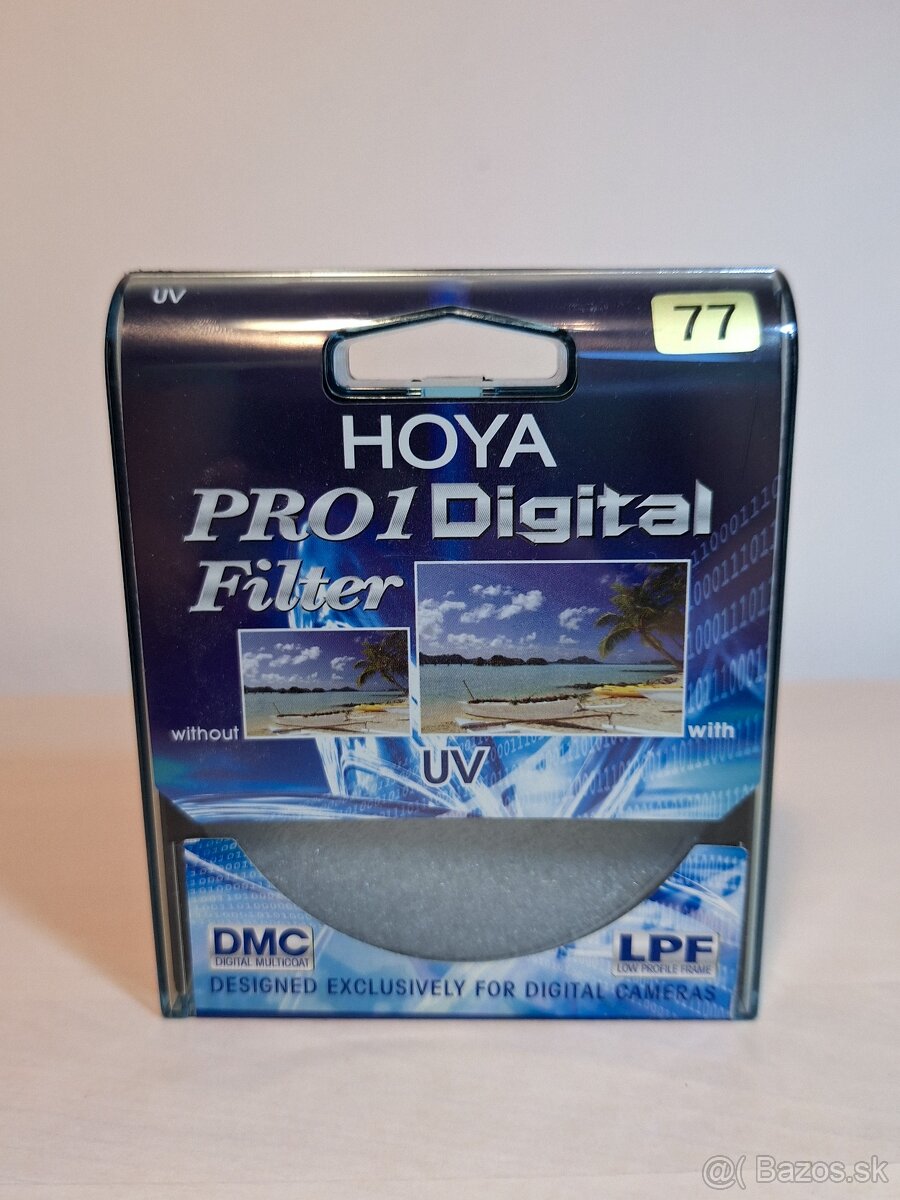 UV
77
HOYA
PRO1 Digital
Filter
without
with
UV
DMC
DIGITAL MULTICOAT
LPF
LOW PROFILE FRAME
DESIGNED EXCLUSIVELY FOR DIGITAL CAMERAS
@( Bazos.sk